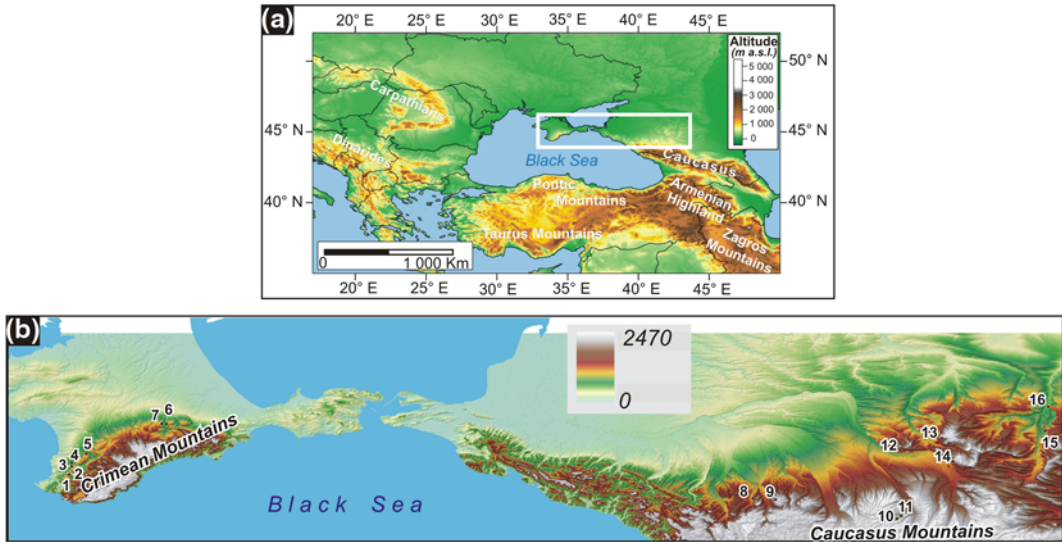 (a)
20° E 25° E 30° E 35° E 40° E 45° E
Altitude
(m a.s.l.)
5 000
4 000
3 000
2 000
1 000
0
50° N
45° N
45° N
40° N
40° N
Carpathians
Dinarides
Black Sea
Caucasus
Pontic
Mountains
Armenian
Highland
Taurus Mountains
Zagros
Mountains
0 1 000 Km
20° E 25° E 30° E 35° E 40° E 45° E
(b)
2470
0
7 6
5
4
3
2
1
Crimean Mountains
Black Sea
16
15
13
12
14
8 9
11
10
Caucasus Mountains